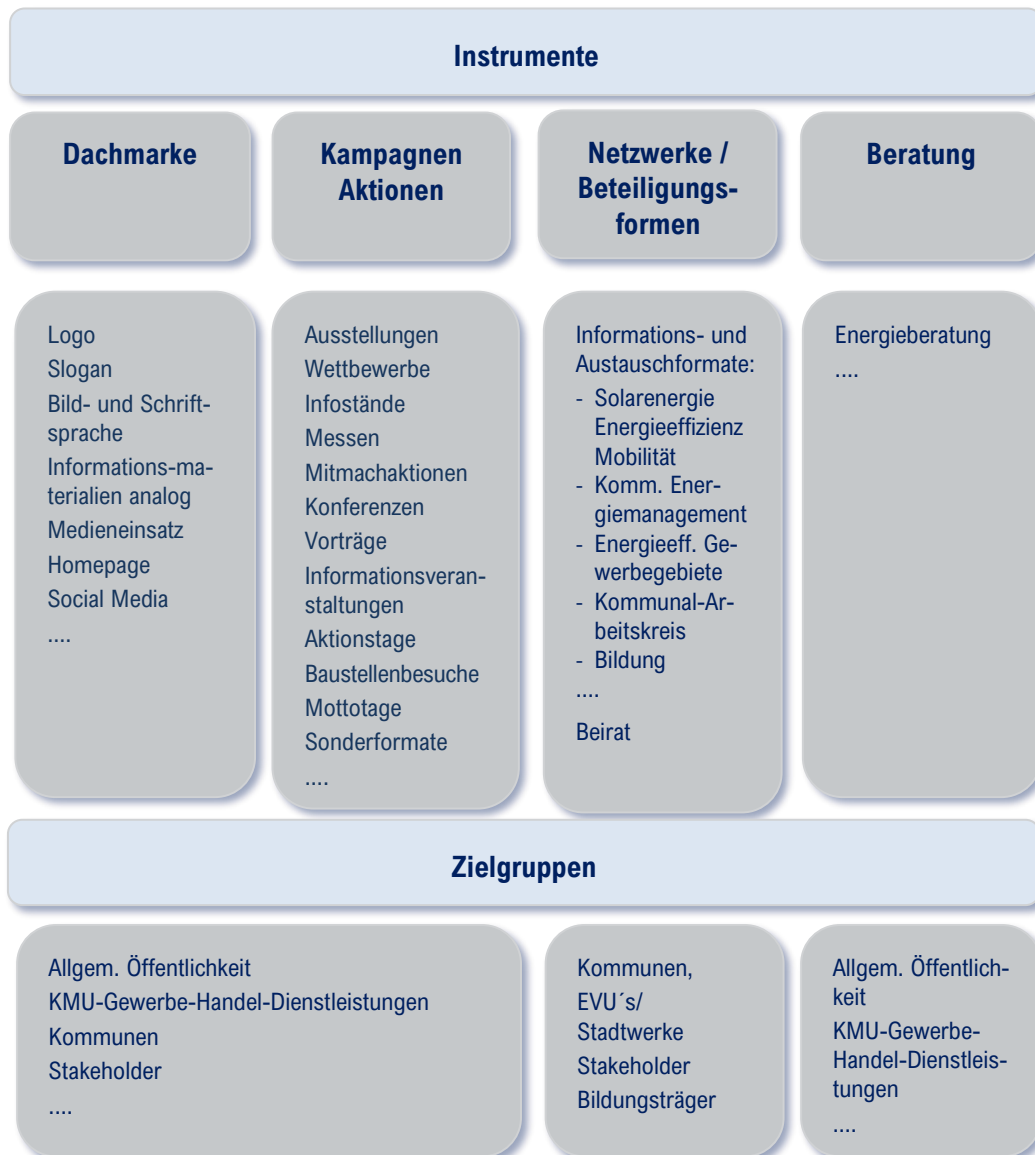 Instrumente
Dachmarke
Kampagnen
Aktionen
Netzwerke /
Beteiligungs-
formen
Beratung
Logo
Slogan
Bild- und Schrift-
sprache
Informations-ma-
terialien analog
Medieneinsatz
Homepage
Social Media
....
Ausstellungen
Wettbewerbe
Infostände
Messen
Mitmachaktionen
Konferenzen
Vorträge
Informationsveran-
staltungen
Aktionstage
Baustellenbesuche
Mottotage
Sonderformate
....
Informations- und
Austauschformate:
- Solarenergie
Energieeffizienz
Mobilität
- Komm. Ener-
giemanagement
- Energieeff. Ge-
werbegebiete
- Kommunal-Ar-
beitskreis
- Bildung
....
Beirat
Energieberatung
....
Zielgruppen
Allgem. Öffentlichkeit
KMU-Gewerbe-Handel-Dienstleistungen
Kommunen
Stakeholder
....
Kommunen,
EVU´s/
Stadtwerke
Stakeholder
Bildungsträger
Allgem. Öffentlich-
keit
KMU-Gewerbe-
Handel-Dienstleis-
tungen
....